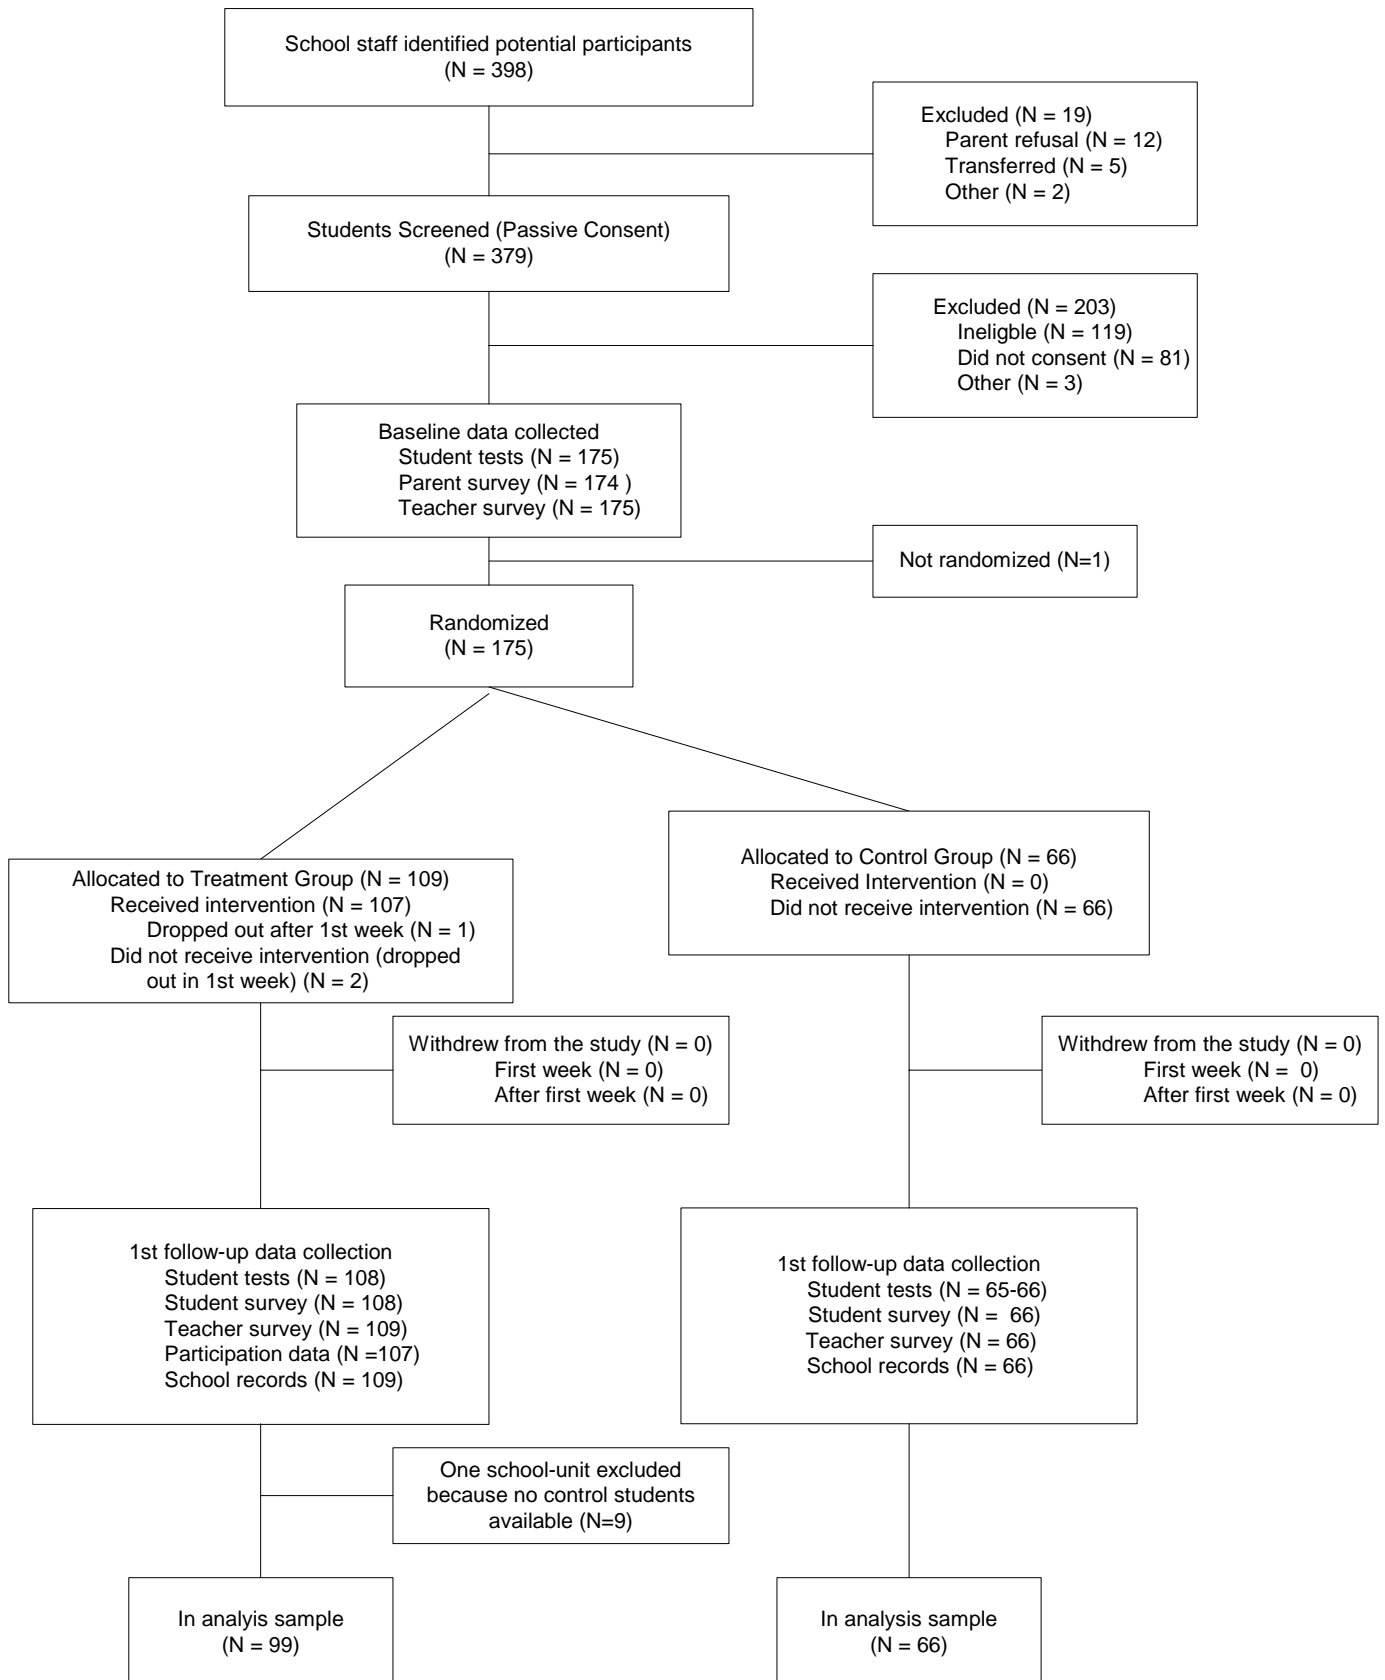 School staff identified potential participants
(N = 398)
Excluded (N = 19)
Parent refusal (N = 12)
Transferred (N = 5)
Other (N = 2)
Students Screened (Passive Consent)
(N = 379)
Excluded (N = 203)
Ineligble (N = 119)
Did not consent (N = 81)
Other (N = 3)
Baseline data collected
Student tests (N = 175)
Parent survey (N = 174 )
Teacher survey (N = 175)
Not randomized (N=1)
Randomized
(N = 175)
Allocated to Treatment Group (N = 109)
Received intervention (N = 107)
Dropped out after 1st week (N = 1)
Did not receive intervention (dropped
out in 1st week) (N = 2)
Allocated to Control Group (N = 66)
Received Intervention (N = 0)
Did not receive intervention (N = 66)
Withdrew from the study (N = 0)
First week (N = 0)
After first week (N = 0)
Withdrew from the study (N = 0)
First week (N =  0)
After first week (N = 0)
1st follow-up data collection
Student tests (N = 108)
Student survey (N = 108)
Teacher survey (N = 109)
Participation data (N =107)
School records (N = 109)
1st follow-up data collection
Student tests (N = 65-66)
Student survey (N =  66)
Teacher survey (N = 66)
School records (N = 66)
One school-unit excluded
because no control students
available (N=9)
In analyis sample
(N = 99)
In analysis sample
(N = 66)